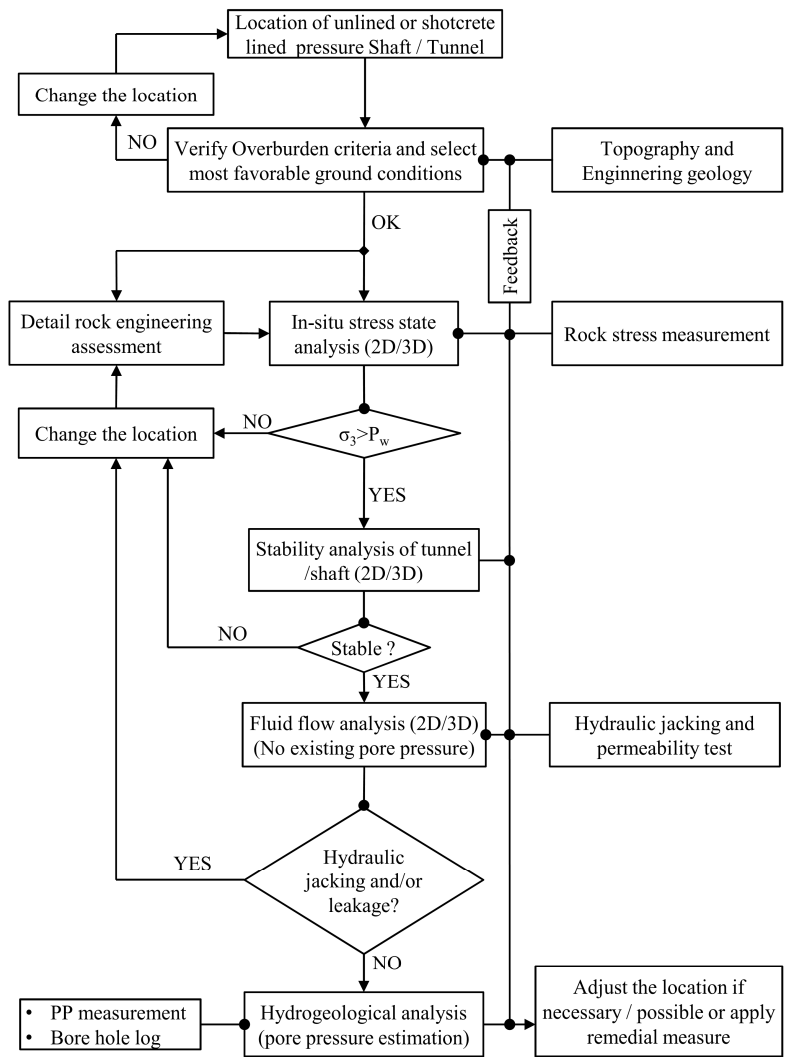 Location of unlined or shotcrete
lined pressure Shaft / Tunnel
Change the location
NO
Verify Overburden criteria and select
most favorable ground conditions
Topography and
Enginnering geology
OK
Feedback
Detail rock engineering
assessment
In-situ stress state
analysis (2D/3D)
Rock stress measurement
Change the location
NO
σ3>Pw
YES
Stability analysis of tunnel
/shaft (2D/3D)
NO
Stable ?
YES
Fluid flow analysis (2D/3D)
(No existing pore pressure)
Hydraulic jacking and
permeability test
YES
Hydraulic
jacking and/or
leakage?
NO
• PP measurement
• Bore hole log
Hydrogeological analysis
(pore pressure estimation)
Adjust the location if
necessary / possible or apply
remedial measure